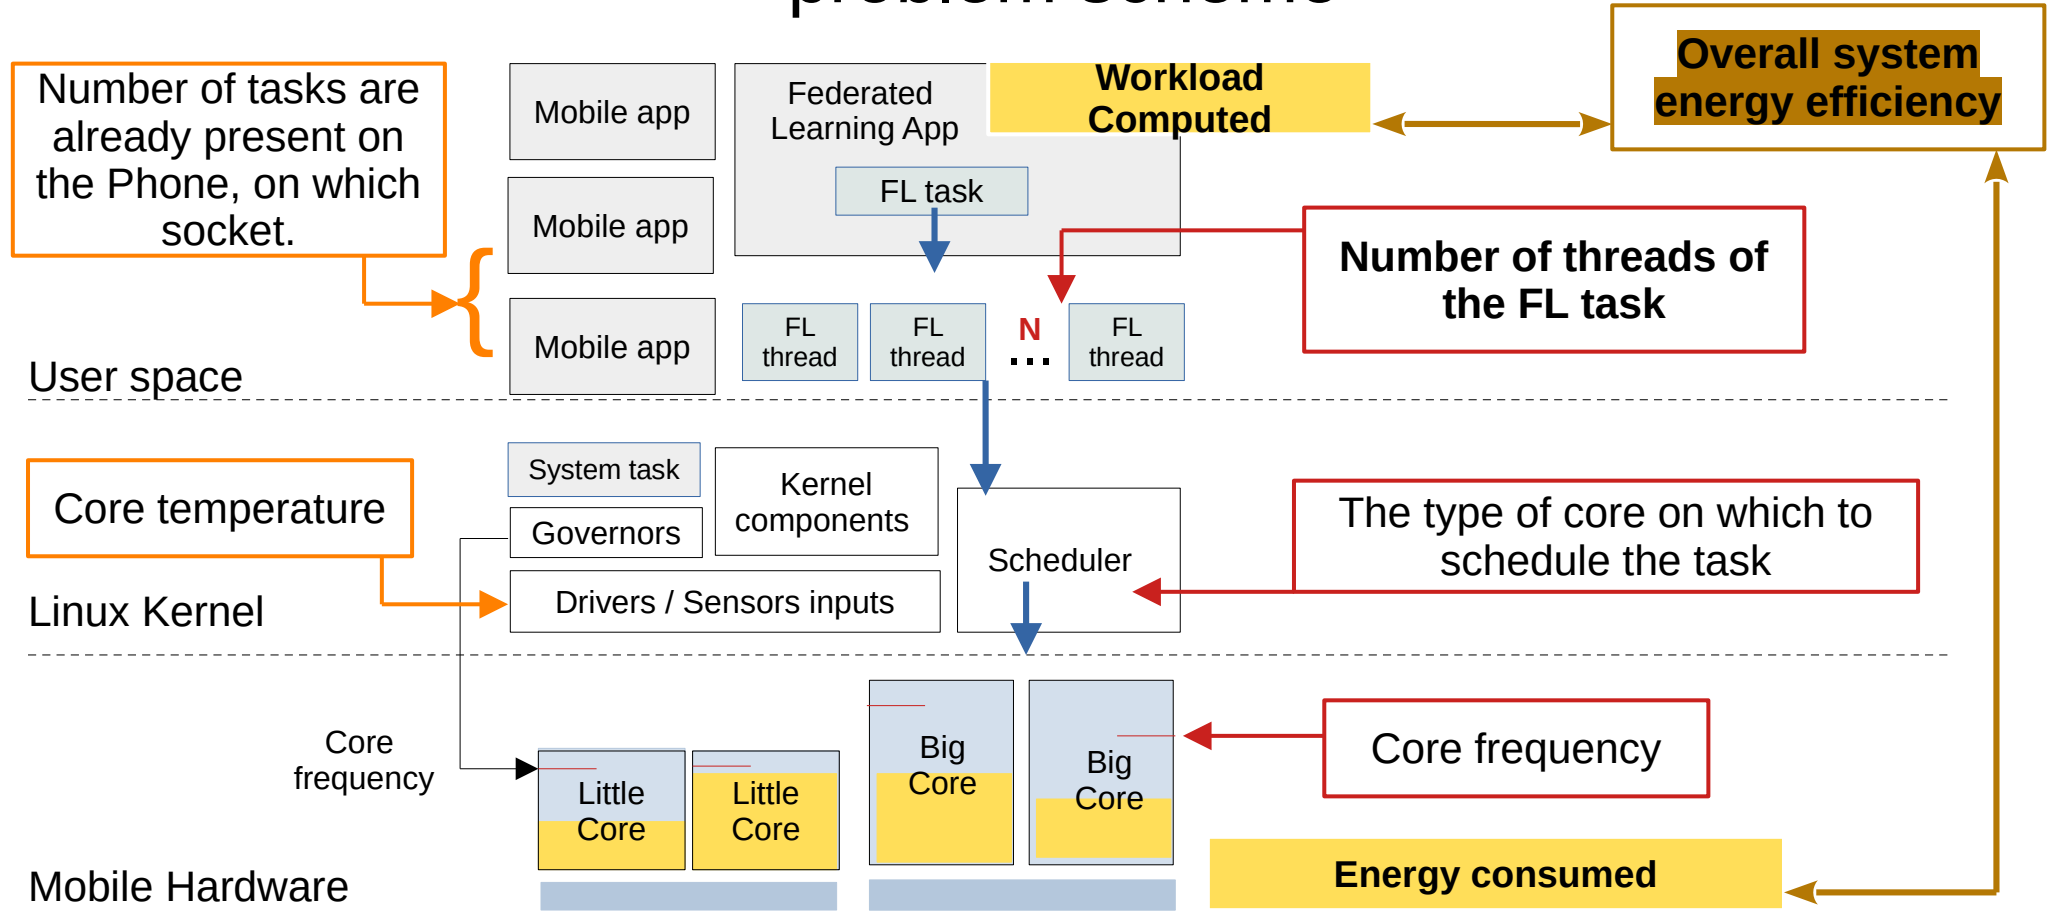 problem scheme
Number of tasks are
already present on
the Phone, on which
socket.
Mobile app
Mobile app
Mobile app
Federated
Learning App
Workload
Computed
Overall system
energy efficiency
FL task
Number of threads of
the FL task
FL
thread
FL
thread
N
...
FL
thread
User space
Core temperature
System task
Governors
Kernel
components
Drivers / Sensors inputs
Scheduler
The type of core on which to
schedule the task
Linux Kernel
Core
frequency
Little
Core
Little
Core
Big
Core
Big
Core
Core frequency
Energy consumed
Mobile Hardware